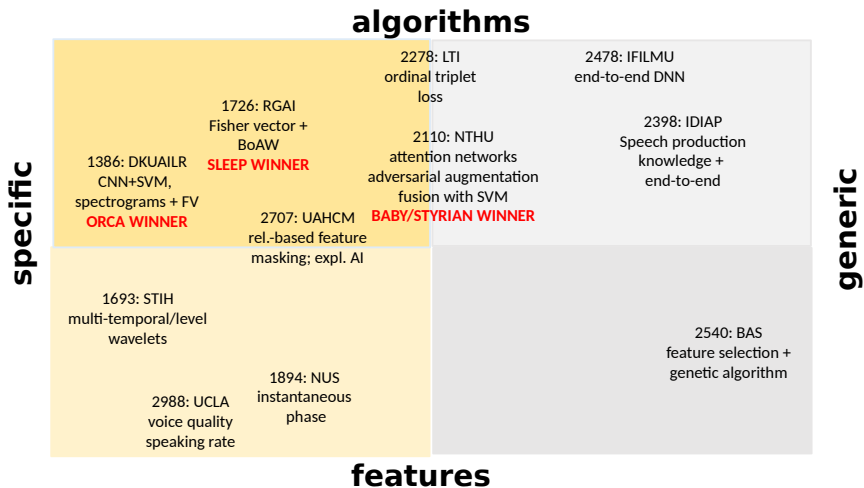 algorithms
2278: LTI
ordinal triplet
loss
2478: IFILMU
end-to-end DNN
1726: RGAI
Fisher vector +
BoAW
SLEEP WINNER
2398: IDIAP
Speech production
knowledge +
end-to-end
2110: NTHU
attention networks
adversarial augmentation
fusion with SVM
BABY/STYRIAN WINNER
1386: DKUAILR
CNN+SVM,
spectrograms + FV
ORCA WINNER
specific
generic
2707: UAHCM
rel.-based feature
masking; expl. AI
1693: STIH
multi-temporal/level
wavelets
2540: BAS
feature selection +
genetic algorithm
1894: NUS
instantaneous
phase
2988: UCLA
voice quality
speaking rate
features